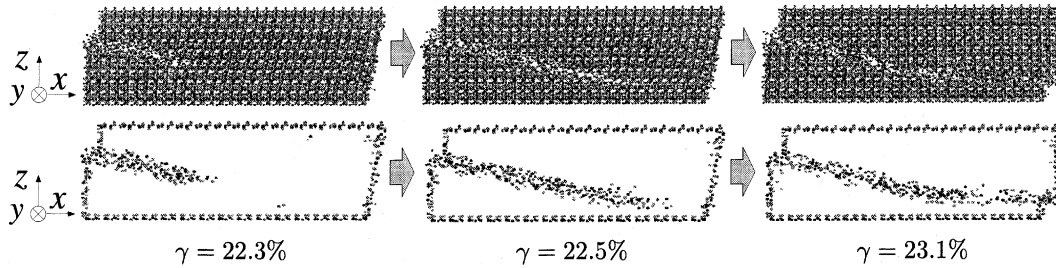 z
y x
z
y x
γ = 22.3% γ = 22.5% γ = 23.1%